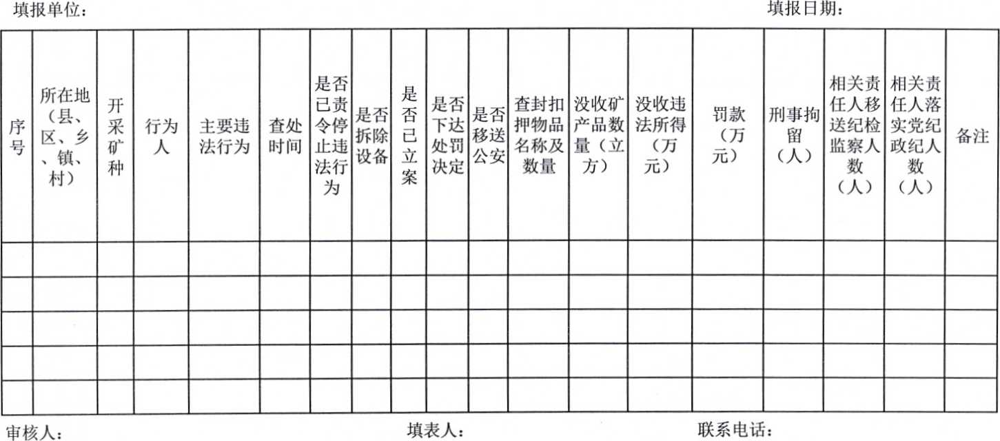 填报单位：
填报日期：
序
号
所在地
（县、
区、乡
、镇、
村）
开
采
矿
种
行为
人
主要违
法行为
查处
时间
是否
已责
令停
止违
法行
为
是否
拆除
设备
是
否
已
立
案
是否
下达
处罚
决定
是否
移送
公安
查封扣
押物品
名称及
数量
没收矿
产品数
量（立
方）
没收违
法所得
（万
元）
罚款
（万
元）
刑事拘
留
（人）
相关责
任人移
送纪检
监察人
数
（人）
相关责
任人落
实党纪
政纪人
数
（人）
备注
审核人：
填表人：
联系电话：